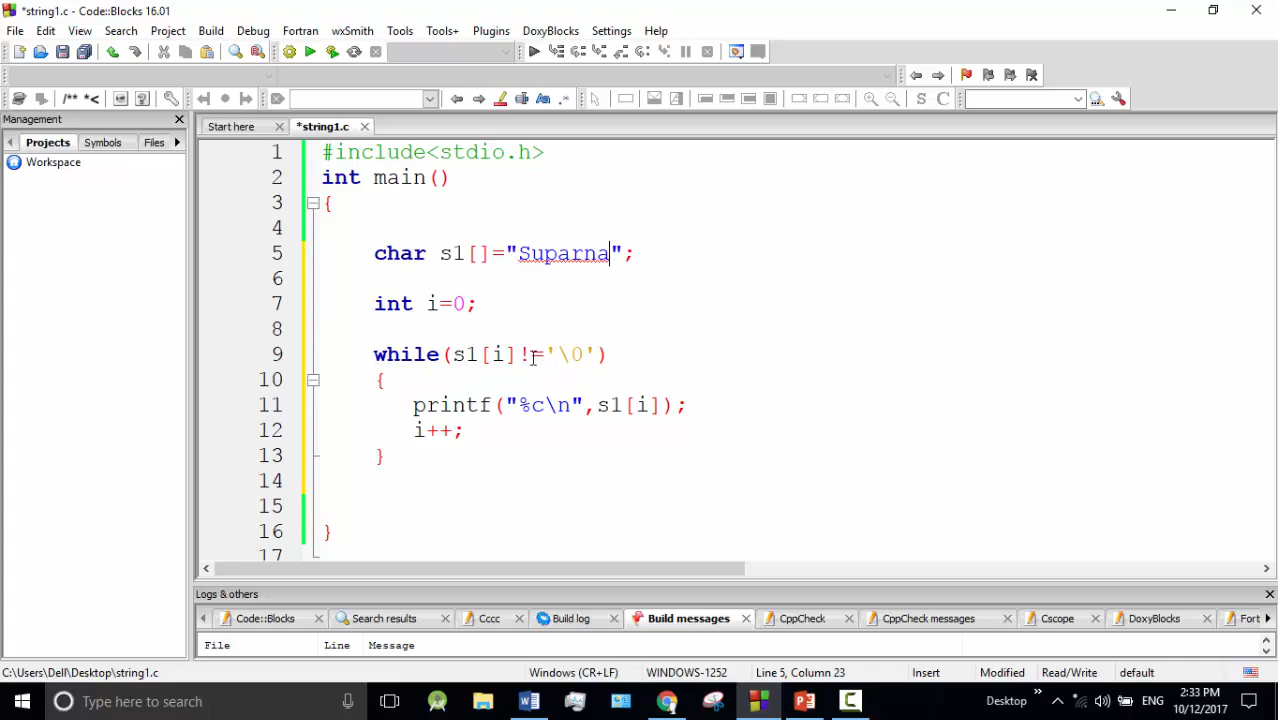 *string1.c - Code::Blocks 16.01
File Edit View Search Project Build Debug Fortran wxSmith Tools Tools+ Plugins DoxyBlocks Settings Help
/** *< S C
Management
Projects Symbols Files
Workspace
Start here *string1.c
1 #include<stdio.h>
2 int main()
3 {
4
5 char s1[]="Suparna";
6
7 int i=0;
8
9 while(s1[i]!='\0')
10 {
11 printf("%c\n",s1[i]);
12 i++;
13 }
14
15
16 }
17
Logs & others
Code::Blocks Search results Cccc Build log Build messages CppCheck CppCheck messages Cscope DoxyBlocks Fort
File Line Message
C:\Users\Dell\Desktop\string1.c Windows (CR+LF) WINDOWS-1252 Line 5, Column 23 Insert Modified Read/Write default
Type here to search Desktop » ENG 2:33 PM
10/12/2017